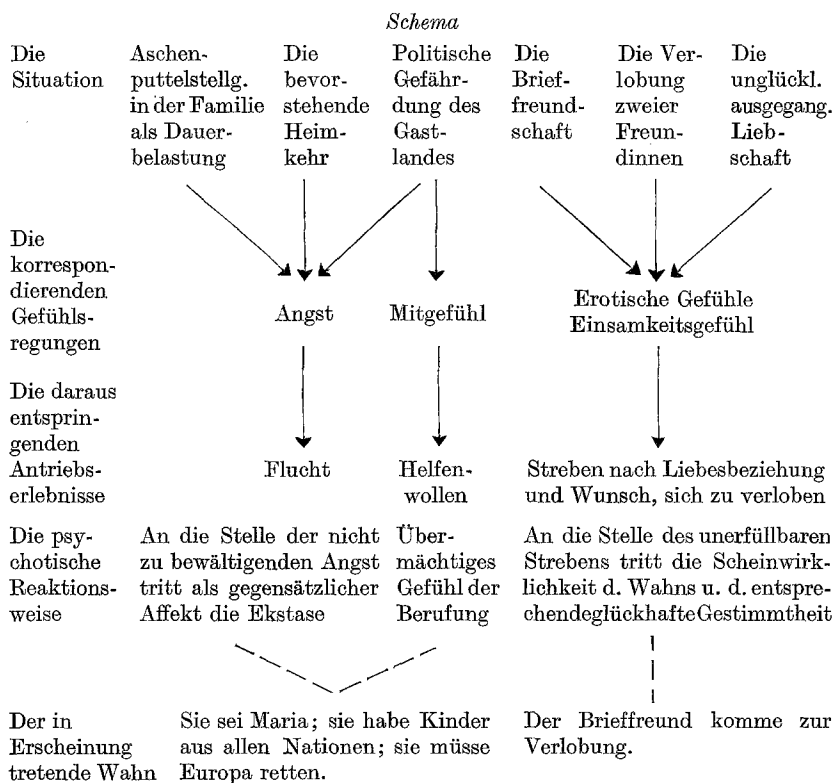 Schema
Die Aschen- Die Politische Die Die Ver- Die
Situation puttelstellg. bevor- Gefähr- Brief- lobung unglückl.
in der Familie stehende dung des freund- zweier ausgegang.
als Dauer- Heim- Gast- schaft Freun- Lieb-
belastung kehr landes dinnen schaft
Die
korrespon-
dierenden Erotische Gefühle
Gefühls- Angst Mitgefühl Einsamkeitsgefühl
regungen
Die daraus
entsprin-
genden
Antriebs- Flucht Helfen- Streben nach Liebesbeziehung
erlebnisse wollen und Wunsch, sich zu verloben
Die psy- An die Stelle der nicht Über- An die Stelle des unerfüllbaren
chotische zu bewältigenden Angst mächtiges Strebens tritt die Scheinwirk-
Reaktions- tritt als gegensätzlicher Gefühl der lichkeit d. Wahns u. d. entspre-
weise Affekt die Ekstase Berufung chendeglückhafteGestimmtheit
Der in Sie sei Maria; sie habe Kinder Der Brieffreund komme zur
Erscheinung aus allen Nationen; sie müsse Verlobung.
tretende Wahn Europa retten.